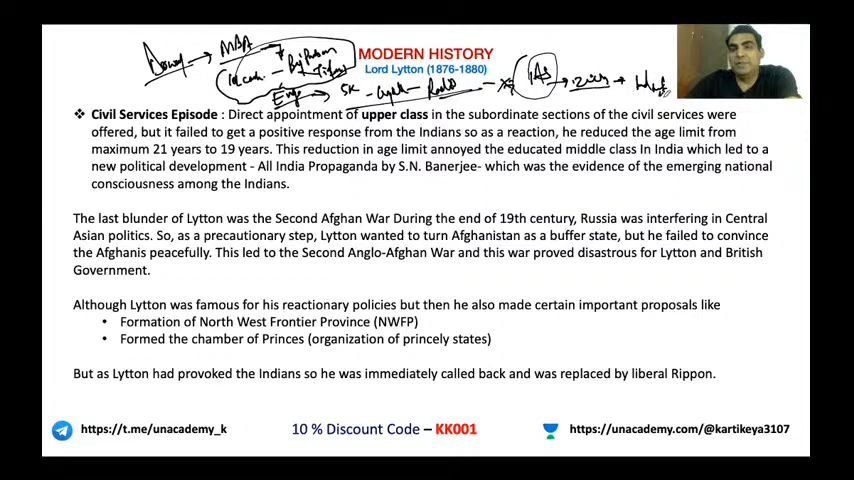 MBA
MODERN HISTORY
Lord Lytton (1876-1880)
IAS
❖ Civil Services Episode : Direct appointment of upper class in the subordinate sections of the civil services were
offered, but it failed to get a positive response from the Indians so as a reaction, he reduced the age limit from
maximum 21 years to 19 years. This reduction in age limit annoyed the educated middle class In India which led to a
new political development - All India Propaganda by S.N. Banerjee- which was the evidence of the emerging national
consciousness among the Indians.
The last blunder of Lytton was the Second Afghan War During the end of 19th century, Russia was interfering in Central
Asian politics. So, as a precautionary step, Lytton wanted to turn Afghanistan as a buffer state, but he failed to convince
the Afghanis peacefully. This led to the Second Anglo-Afghan War and this war proved disastrous for Lytton and British
Government.
Although Lytton was famous for his reactionary policies but then he also made certain important proposals like
• Formation of North West Frontier Province (NWFP)
• Formed the chamber of Princes (organization of princely states)
But as Lytton had provoked the Indians so he was immediately called back and was replaced by liberal Rippon.
https://t.me/unacademy_k
10 % Discount Code – KK001
https://unacademy.com/@kartikeya3107